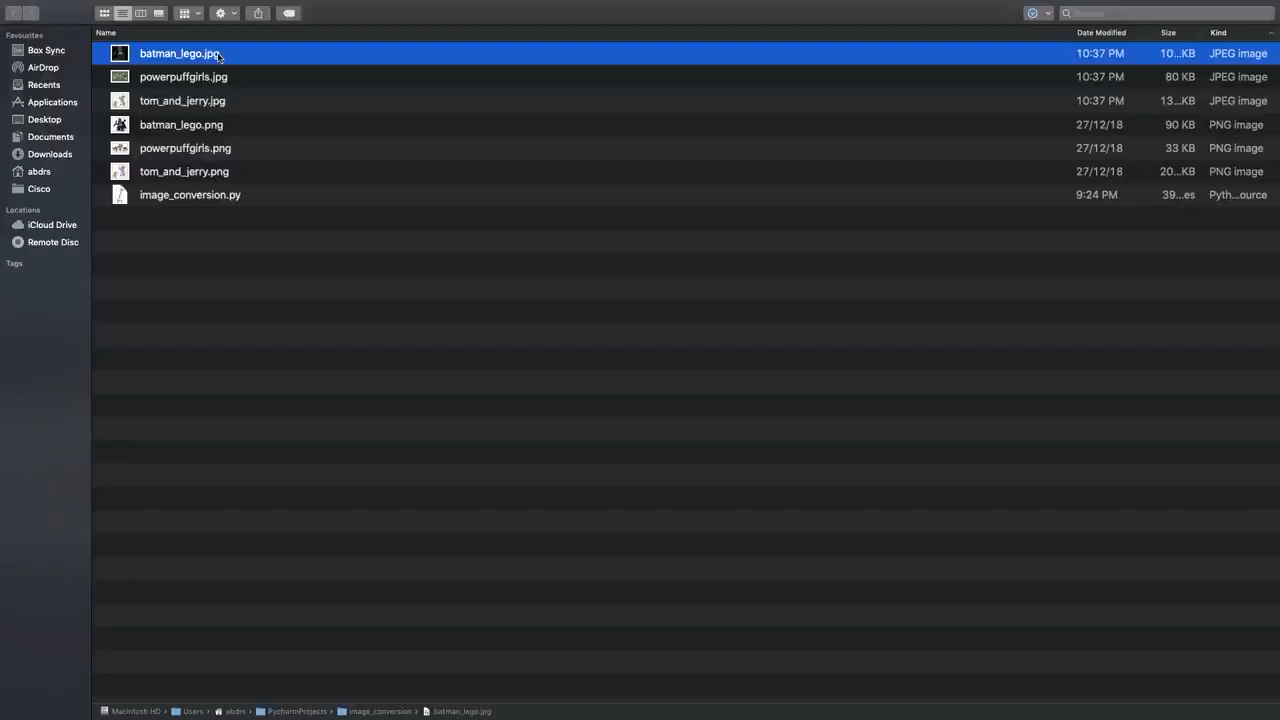 Name Date Modified Size Kind
Favourites
Box Sync
AirDrop
Recents
Applications
Desktop
Documents
Downloads
abdrs
Cisco
Locations
iCloud Drive
Remote Disc
Tags
batman_lego.jpg 10:37 PM 10...KB JPEG image
powerpuffgirls.jpg 10:37 PM 80 KB JPEG image
tom_and_jerry.jpg 10:37 PM 13...KB JPEG image
batman_lego.png 27/12/18 90 KB PNG image
powerpuffgirls.png 27/12/18 33 KB PNG image
tom_and_jerry.png 27/12/18 20...KB PNG image
image_conversion.py 9:24 PM 39...es Pyth...ource
Macintosh HD › Users › abdrs › PycharmProjects › image_conversion › batman_lego.jpg